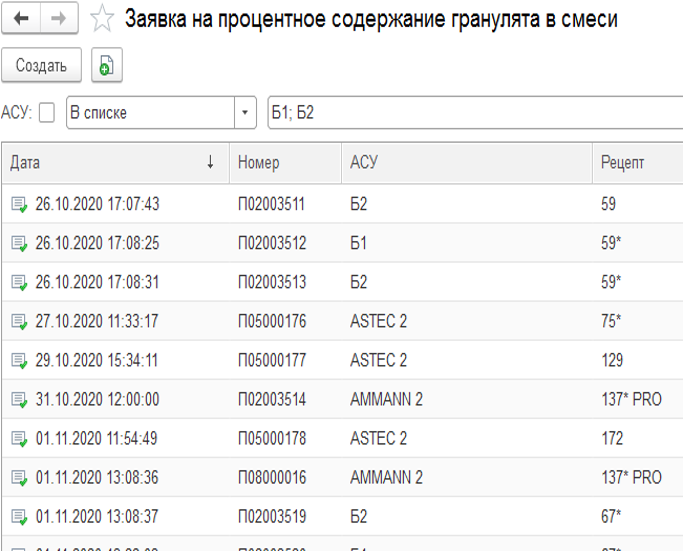 Заявка на процентное содержание гранулята в смеси
Создать
АСУ: В списке Б1; Б2
Дата ↓ Номер АСУ Рецепт
26.10.2020 17:07:43 П02003511 Б2 59
26.10.2020 17:08:25 П02003512 Б1 59*
26.10.2020 17:08:31 П02003513 Б2 59*
27.10.2020 11:33:17 П05000176 ASTEC 2 75*
29.10.2020 15:34:11 П05000177 ASTEC 2 129
31.10.2020 12:00:00 П02003514 AMMANN 2 137* PRO
01.11.2020 11:54:49 П05000178 ASTEC 2 172
01.11.2020 13:08:36 П08000016 AMMANN 2 137* PRO
01.11.2020 13:08:37 П02003519 Б2 67*